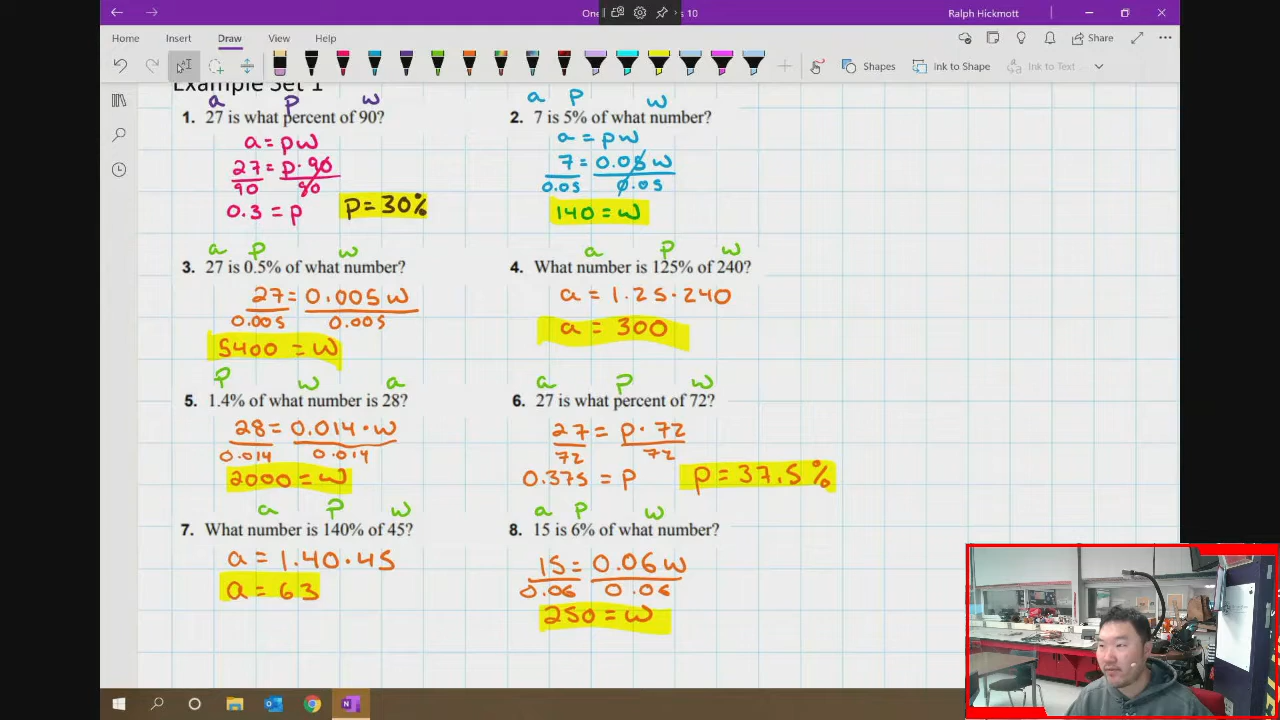 One
s 10
Ralph Hickmott
Home Insert Draw View Help
Share
Shapes
Ink to Shape
Ink to Text
Example Set 1
a p w
1. 27 is what percent of 90?
a = pw
27 = p · 90
90 90
0.3 = p
p = 30%
a p w
2. 7 is 5% of what number?
a = pw
7 = 0.05 w
0.05 0.05
140 = w
a p w
3. 27 is 0.5% of what number?
27 = 0.005 w
0.005 0.005
5400 = w
a p w
4. What number is 125% of 240?
a = 1.25 · 240
a = 300
p w a
5. 1.4% of what number is 28?
28 = 0.014 · w
0.014 0.014
2000 = w
a p w
6. 27 is what percent of 72?
27 = p · 72
72 72
0.375 = p
p = 37.5%
a p w
7. What number is 140% of 45?
a = 1.40 · 45
a = 63
a p w
8. 15 is 6% of what number?
15 = 0.06 w
0.06 0.06
250 = w